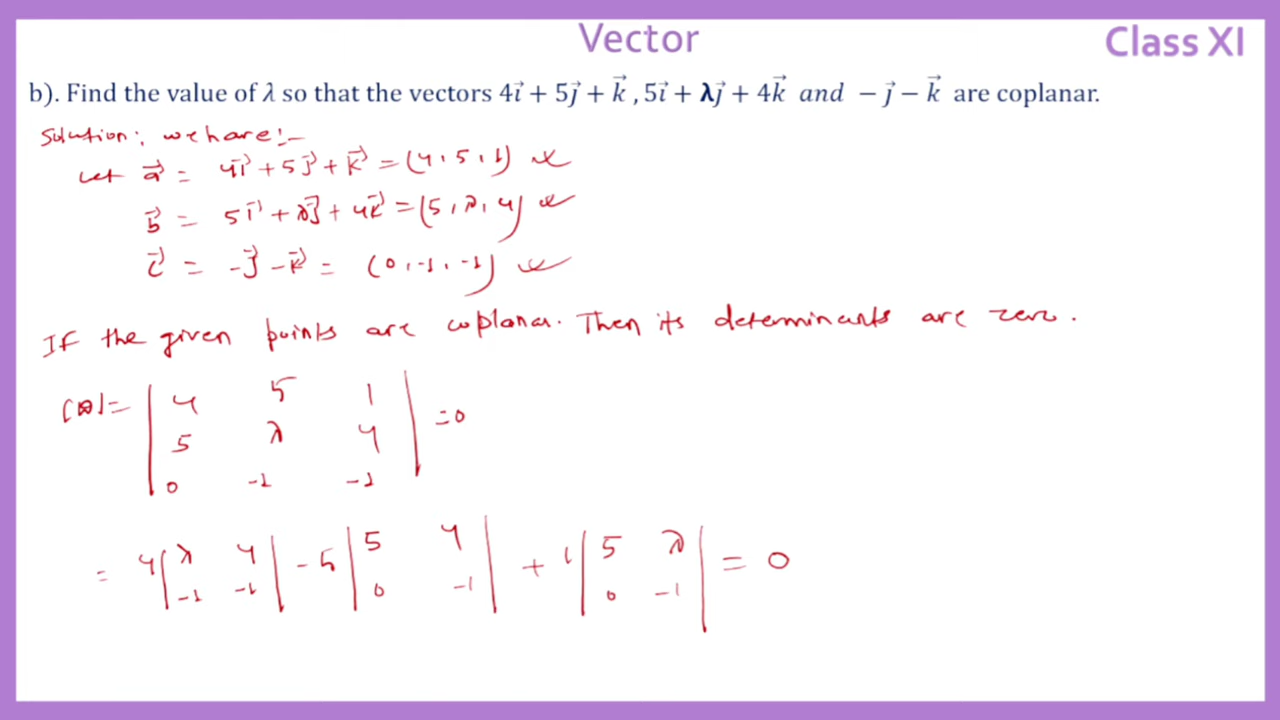 Vector
Class XI
b). Find the value of λ so that the vectors 4i⃗ + 5j⃗ + k⃗ , 5i⃗ + λj⃗ + 4k⃗ and − j⃗ − k⃗ are coplanar.
Solution: we have:-
Let a⃗ = 4i⃗ + 5j⃗ + k⃗ = (4, 5, 1)
b⃗ = 5i⃗ + λj⃗ + 4k⃗ = (5, λ, 4)
c⃗ = -j⃗ - k⃗ = (0, -1, -1)
If the given points are coplanar. Then its determinants are zero.
= | 4 5 1 | = 0
5 λ 4
0 -1 -1
= 4 | λ 4 | - 5 | 5 4 | + 1 | 5 λ | = 0
-1 -1 0 -1 0 -1